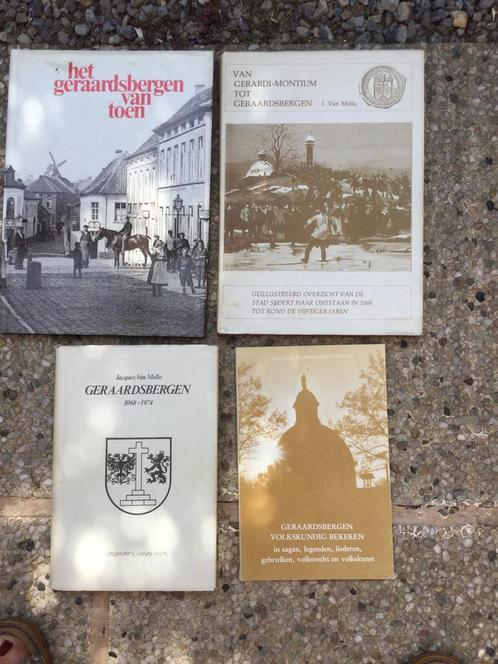 het
geraardsbergen
van
toen
VAN
GERARDI-MONTIUM
TOT
GERAARDSBERGEN J. Van Mello
GEÏLLUSTREERD OVERZICHT VAN DE
STAD SEDERT HAAR ONTSTAAN IN 1068
TOT ROND DE VIJFTIGER JAREN
Jacques Van Mello
GERAARDSBERGEN
1068-1974
uitgeverij
GERAARDSBERGEN
VOLKSKUNDIG BEKEKEN
in sagen, legenden, liederen,
gebruiken, volksrecht en volkskunst